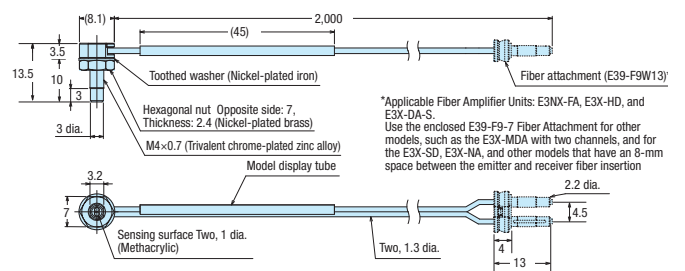 (8.1)
2,000
(45)
3.5
13.5
10
3
3 dia.
Toothed washer (Nickel-plated iron)
Hexagonal nut Opposite side: 7,
Thickness: 2.4 (Nickel-plated brass)
M4×0.7 (Trivalent chrome-plated zinc alloy)
Fiber attachment (E39-F9W13)*
*Applicable Fiber Amplifier Units: E3NX-FA, E3X-HD, and
E3X-DA-S.
Use the enclosed E39-F9-7 Fiber Attachment for other
models, such as the E3X-MDA with two channels, and for
the E3X-SD, E3X-NA, and other models that have an 8-mm
space between the emitter and receiver fiber insertion
Model display tube
3.2
7
Sensing surface Two, 1 dia.
(Methacrylic)
Two, 1.3 dia.
2.2 dia.
4.5
4
13